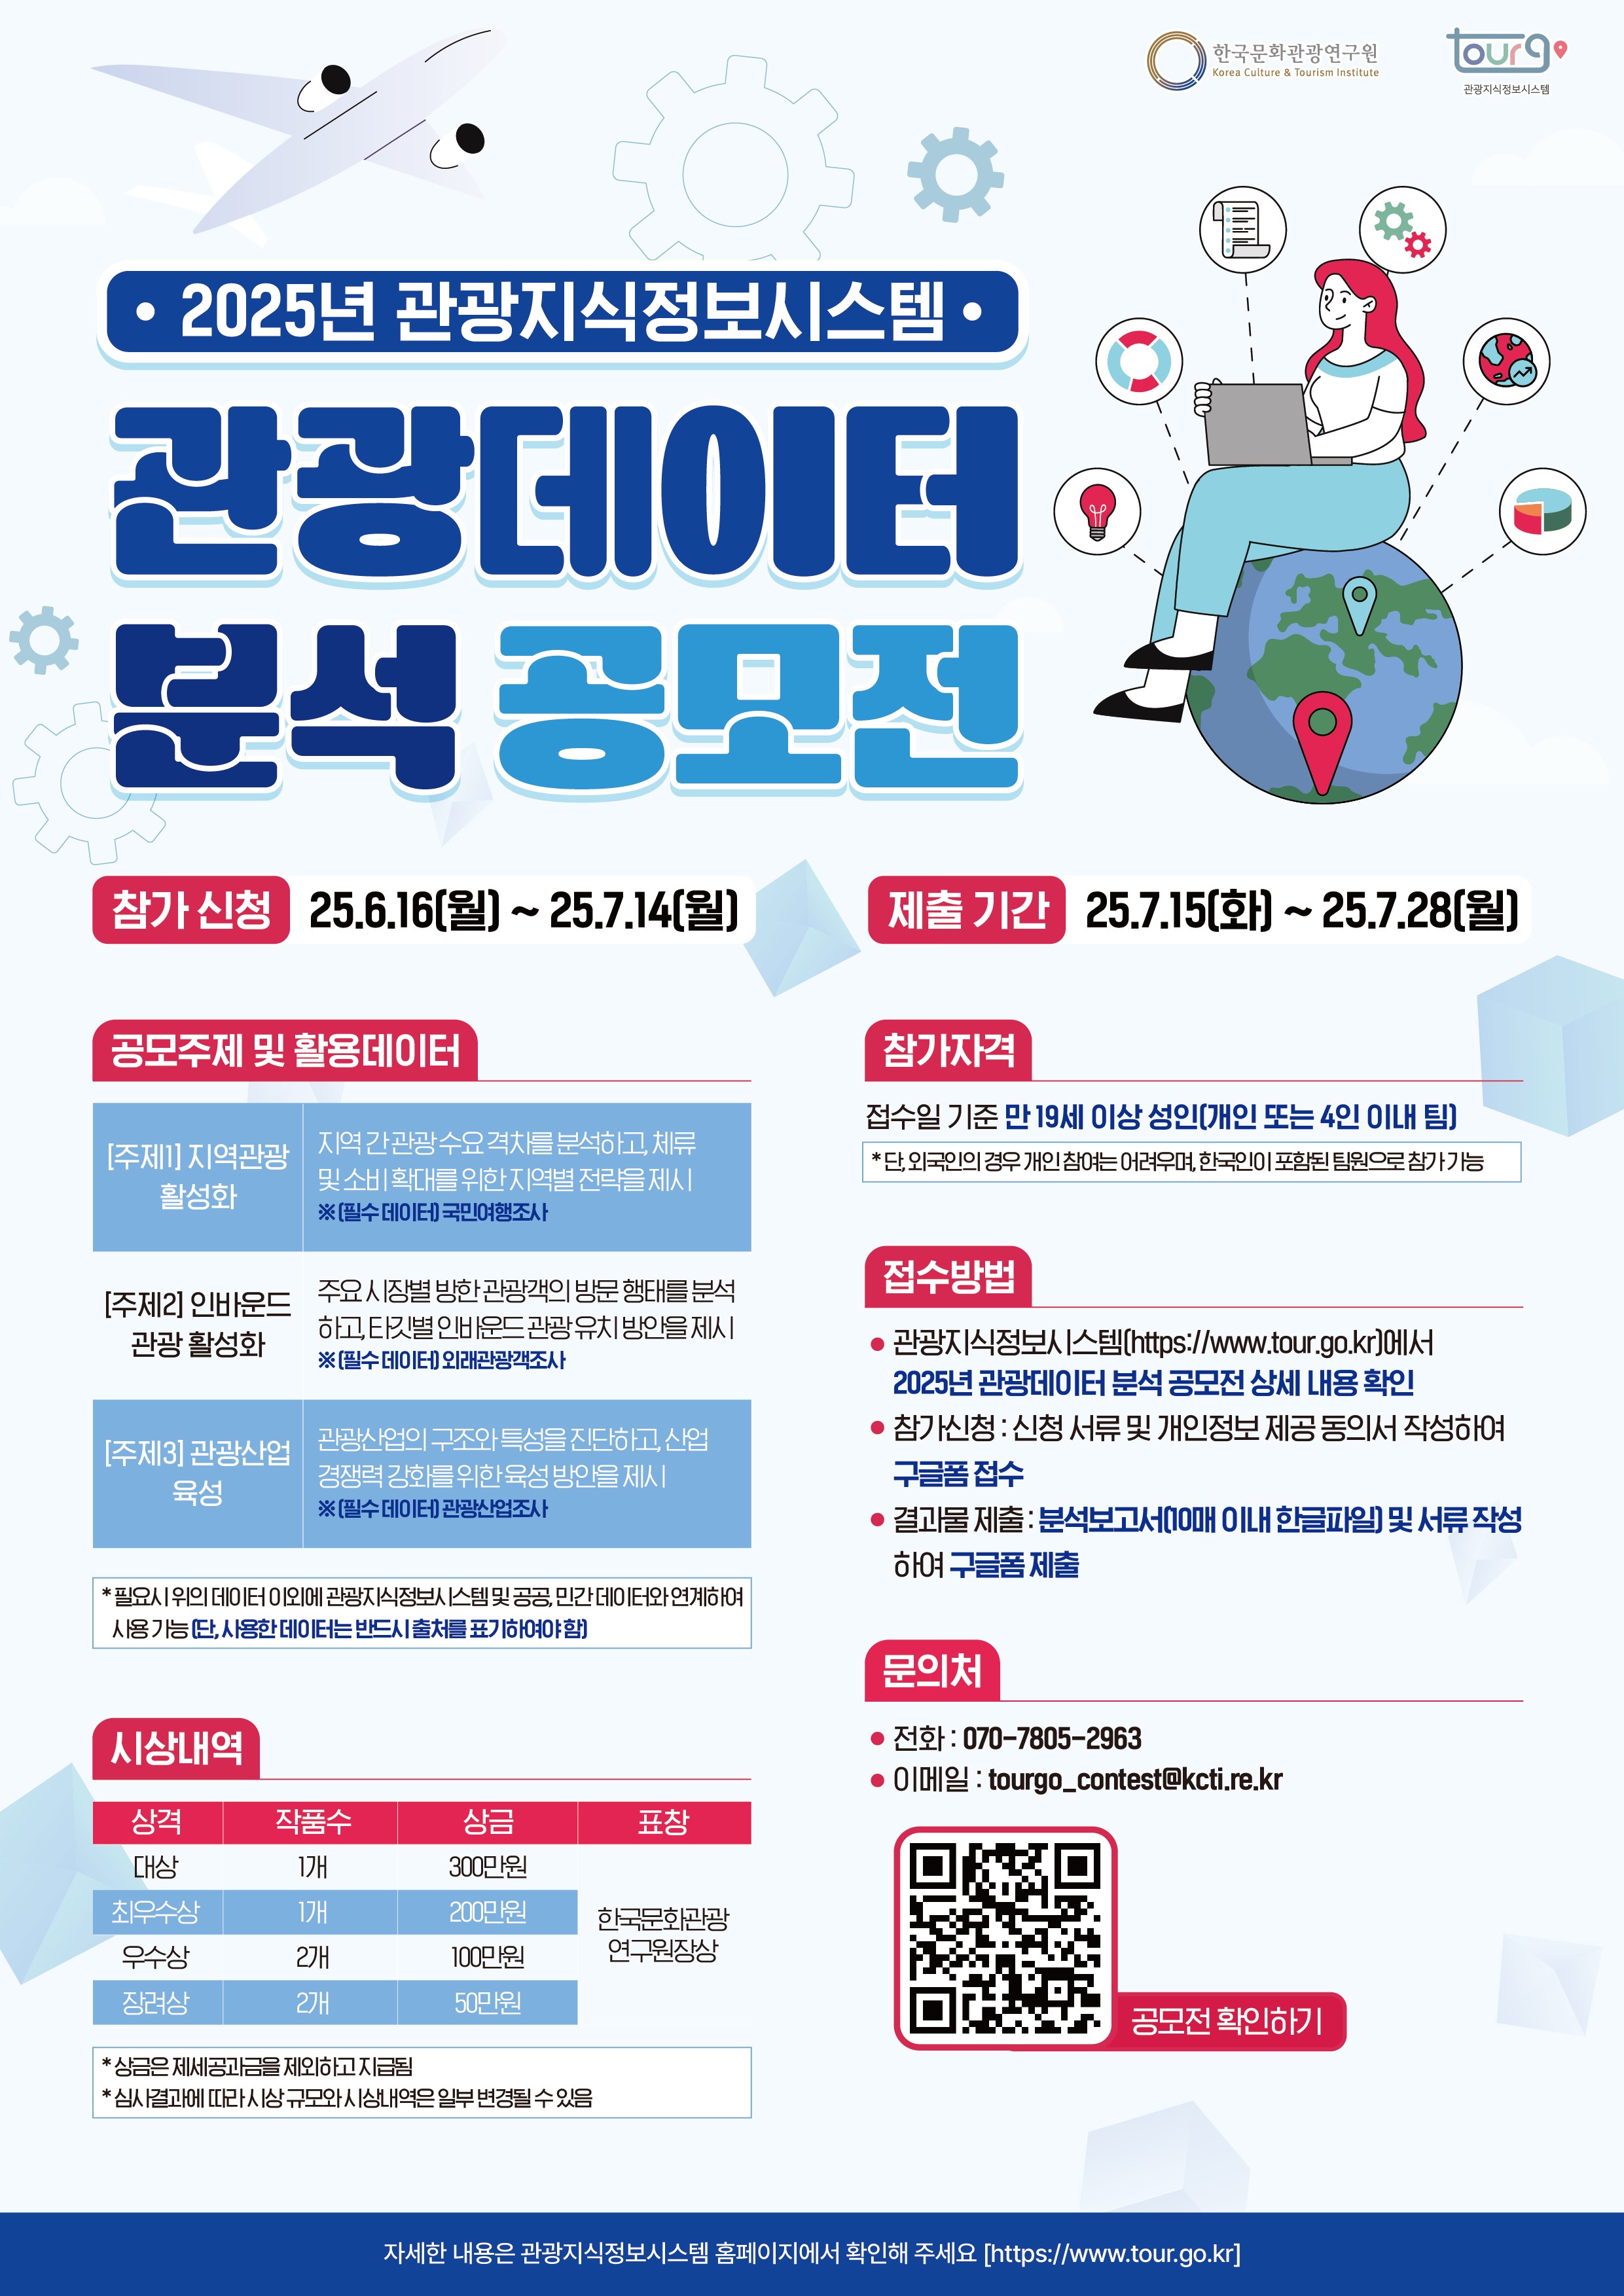 한국문화관광연구원
Korea Culture & Tourism Institute
tourgo
관광지식정보시스템
2025년 관광지식정보시스템
관광데이터
분석 공모전
참가 신청 25.6.16(월) ~ 25.7.14(월)
제출 기간 25.7.15(화) ~ 25.7.28(월)
공모주제 및 활용데이터
[주제1] 지역관광
활성화
지역 간 관광 수요 격차를 분석하고, 체류
및 소비 확대를 위한 지역별 전략을 제시
※ (필수 데이터) 국민여행조사
[주제2] 인바운드
관광 활성화
주요 시장별 방한 관광객의 방문 행태를 분석
하고, 타깃별 인바운드 관광 유치 방안을 제시
※ (필수 데이터) 외래관광객조사
[주제3] 관광산업
육성
관광산업의 구조와 특성을 진단하고, 산업
경쟁력 강화를 위한 육성 방안을 제시
※ (필수 데이터) 관광산업조사
* 필요시 위의 데이터 이외에 관광지식정보시스템 및 공공, 민간 데이터와 연계하여
사용 가능 (단, 사용한 데이터는 반드시 출처를 표기하여야 함)
시상내역
상격 작품수 상금 표창
대상 1개 300만원
최우수상 1개 200만원
우수상 2개 100만원
장려상 2개 50만원
한국문화관광
연구원장상
* 상금은 제세공과금을 제외하고 지급됨
* 심사결과에 따라 시상 규모와 시상내역은 일부 변경될 수 있음
참가자격
접수일 기준 만 19세 이상 성인(개인 또는 4인 이내 팀)
* 단, 외국인의 경우 개인 참여는 어려우며, 한국인이 포함된 팀원으로 참가 가능
접수방법
● 관광지식정보시스템(https://www.tour.go.kr)에서
2025년 관광데이터 분석 공모전 상세 내용 확인
● 참가신청 : 신청 서류 및 개인정보 제공 동의서 작성하여
구글폼 접수
● 결과물 제출 : 분석보고서(10매 이내 한글파일) 및 서류 작성
하여 구글폼 제출
문의처
● 전화 : 070-7805-2963
● 이메일 : tourgo_contest@kcti.re.kr
공모전 확인하기
자세한 내용은 관광지식정보시스템 홈페이지에서 확인해 주세요 [https://www.tour.go.kr]